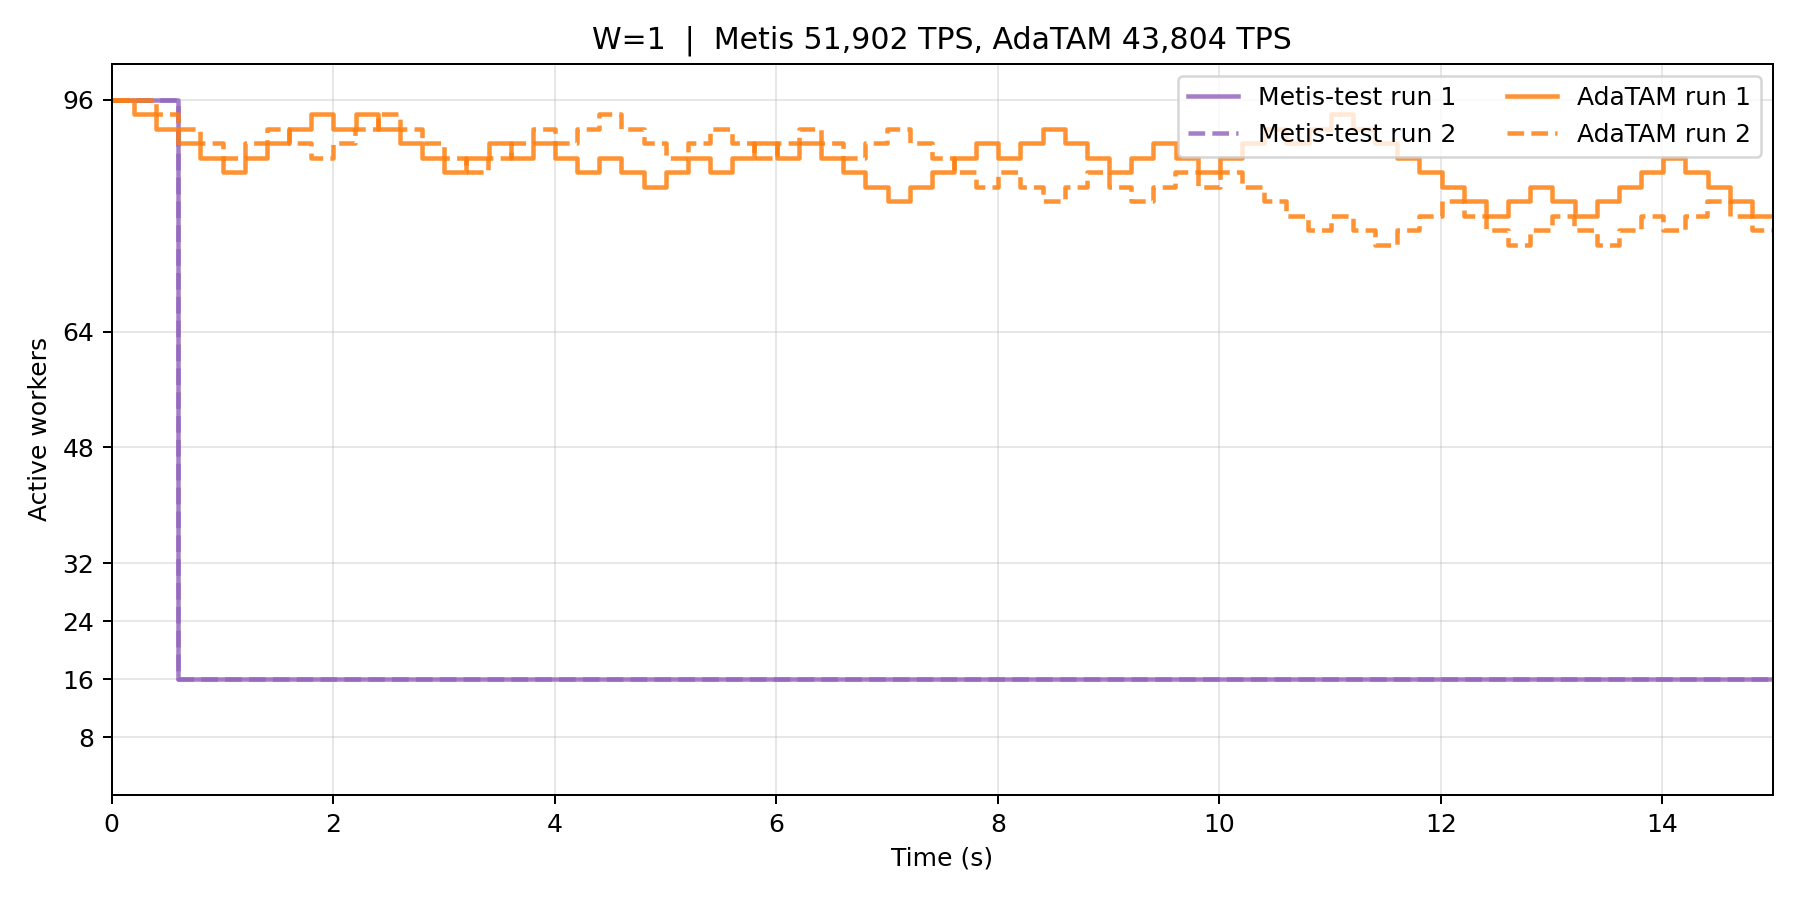 W=1 | Metis 51,902 TPS, AdaTAM 43,804 TPS
Metis-test run 1
Metis-test run 2
AdaTAM run 1
AdaTAM run 2
Active workers
96
64
48
32
24
16
8
0 2 4 6 8 10 12 14
Time (s)